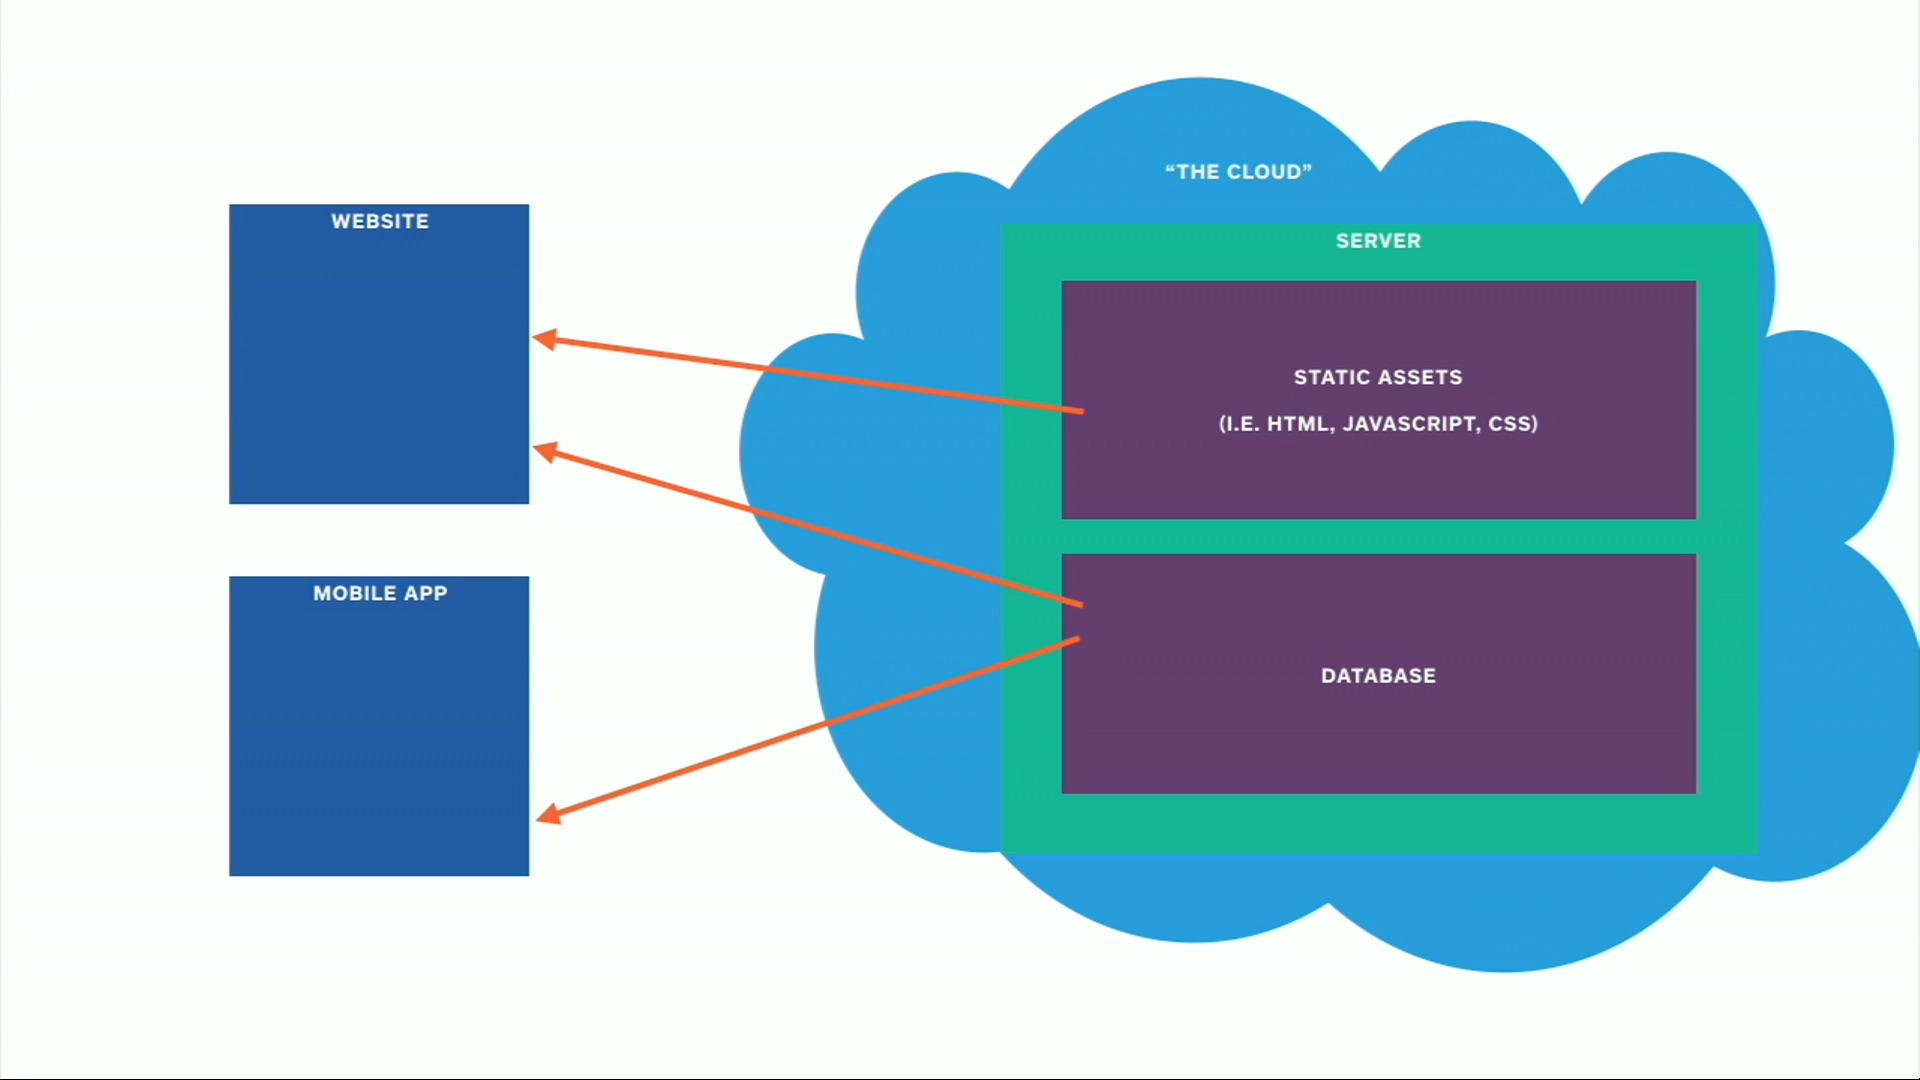 “THE CLOUD”
WEBSITE
SERVER
STATIC ASSETS
(I.E. HTML, JAVASCRIPT, CSS)
MOBILE APP
DATABASE